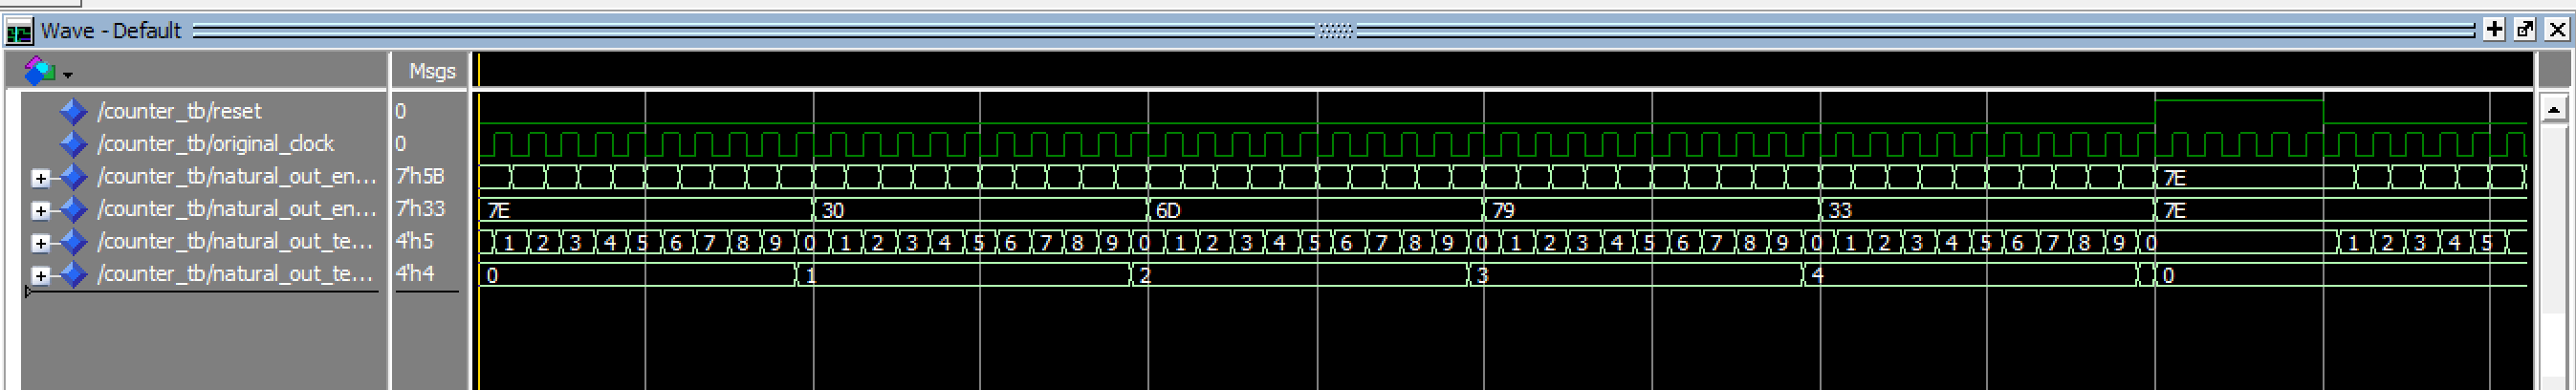 Wave - Default
Msgs
/counter_tb/reset 0
/counter_tb/original_clock 0
/counter_tb/natural_out_en... 7'h5B 7E
/counter_tb/natural_out_en... 7'h33 7E 30 6D 79 33 7E
/counter_tb/natural_out_te... 4'h5 1 2 3 4 5 6 7 8 9 0 1 2 3 4 5 6 7 8 9 0 1 2 3 4 5 6 7 8 9 0 1 2 3 4 5 6 7 8 9 0 1 2 3 4 5 6 7 8 9 0 1 2 3 4 5
/counter_tb/natural_out_te... 4'h4 0 1 2 3 4 0